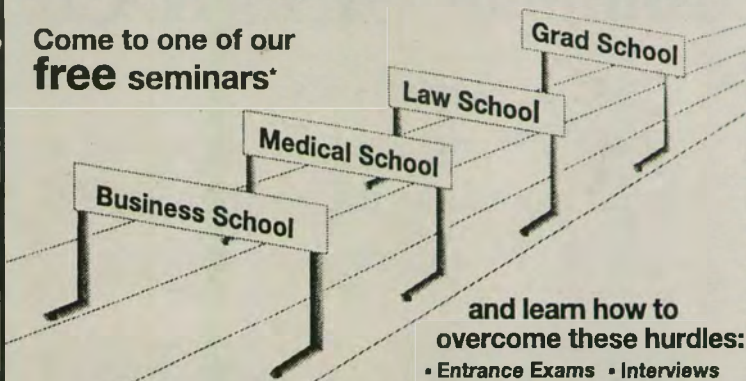 Come to one of our
free seminars*
Grad School
Law School
Medical School
Business School
and learn how to
overcome these hurdles:
• Entrance Exams • Interviews